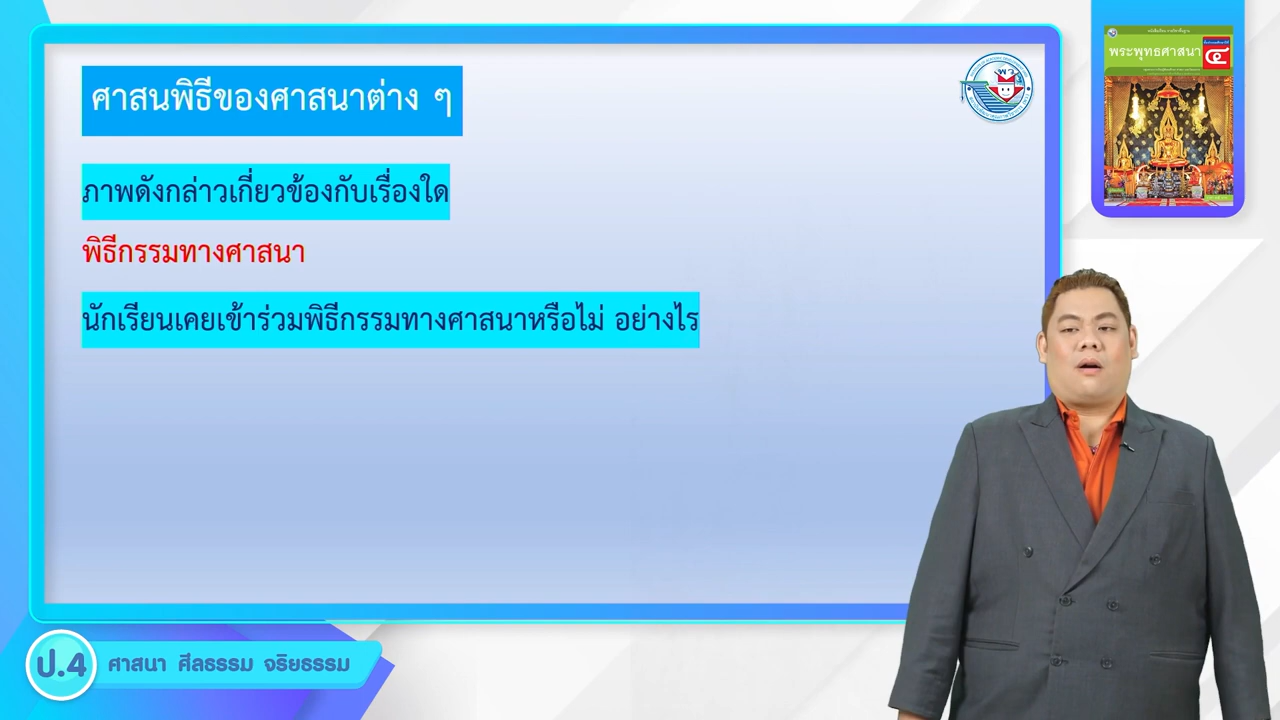 ศาสนพิธีของศาสนาต่าง ๆ
ภาพดังกล่าวเกี่ยวข้องกับเรื่องใด
พิธีกรรมทางศาสนา
นักเรียนเคยเข้าร่วมพิธีกรรมทางศาสนาหรือไม่ อย่างไร
พระพุทธศาสนา
๔
พว
ป.4
ศาสนา ศีลธรรม จริยธรรม